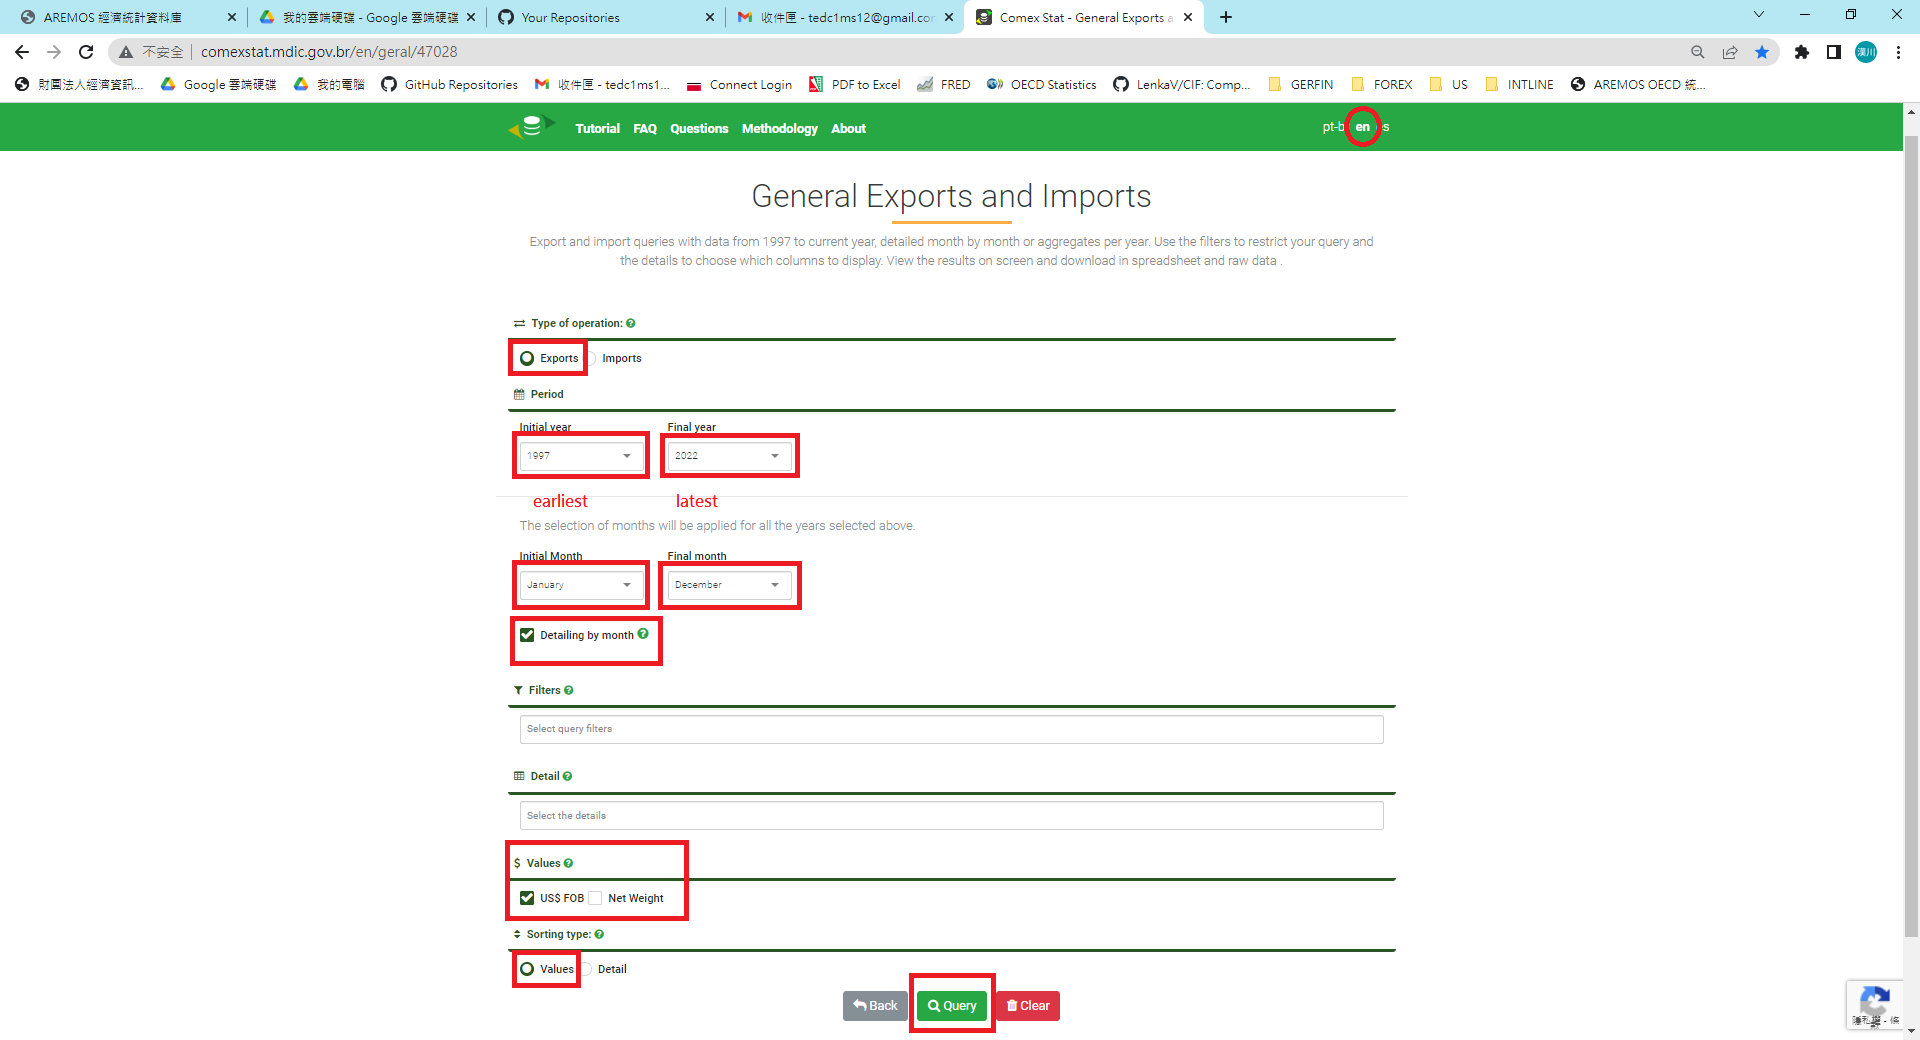 AREMOS 經濟統計資料庫
我的雲端硬碟 - Google 雲端硬碟
Your Repositories
收件匣 - tedc1ms12@gmail.co
Comex Stat - General Exports a
不安全
comexstat.mdic.gov.br/en/geral/47028
漢川
財團法人經濟資訊...
Google 雲端硬碟
我的電腦
GitHub Repositories
收件匣 - tedc1ms1...
Connect Login
PDF to Excel
FRED
OECD Statistics
LenkaV/CIF: Comp...
GERFIN
FOREX
US
INTLINE
AREMOS OECD 統...
Tutorial FAQ Questions Methodology About
pt-b en s
General Exports and Imports
Export and import queries with data from 1997 to current year, detailed month by month or aggregates per year. Use the filters to restrict your query and
the details to choose which columns to display. View the results on screen and download in spreadsheet and raw data .
Type of operation:
Exports Imports
Period
Initial year Final year
1997 2022
earliest latest
The selection of months will be applied for all the years selected above.
Initial Month Final month
January December
Detailing by month
Filters
Select query filters
Detail
Select the details
$ Values
US$ FOB Net Weight
Sorting type:
Values Detail
Back Query Clear
隱私權 - 條